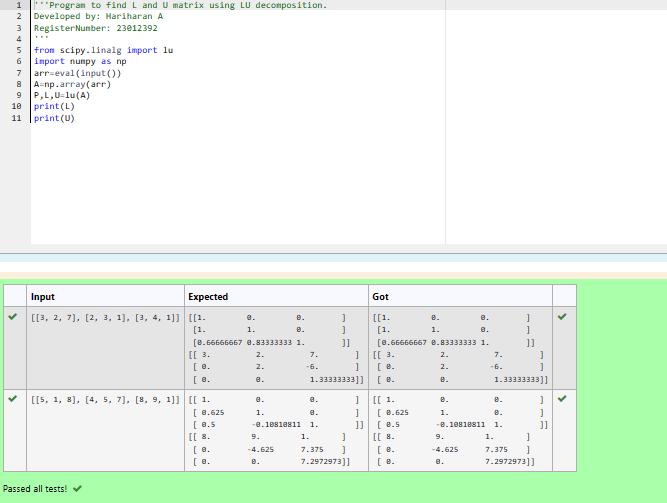 1 '''Program to find L and U matrix using LU decomposition.
2 Developed by: Hariharan A
3 RegisterNumber: 23012392
4 '''
5 from scipy.linalg import lu
6 import numpy as np
7 arr=eval(input())
8 A=np.array(arr)
9 P,L,U=lu(A)
10 print(L)
11 print(U)
Input Expected Got
[[3, 2, 7], [2, 3, 1], [3, 4, 1]] [[1. 0. 0. ] [[1. 0. 0. ]
[1. 1. 0. ] [1. 1. 0. ]
[0.66666667 0.83333333 1. ]] [0.66666667 0.83333333 1. ]]
[[ 3. 2. 7. ] [[ 3. 2. 7. ]
[ 0. 2. -6. ] [ 0. 2. -6. ]
[ 0. 0. 1.33333333]] [ 0. 0. 1.33333333]]
[[5, 1, 8], [4, 5, 7], [8, 9, 1]] [[ 1. 0. 0. ] [[ 1. 0. 0. ]
[ 0.625 1. 0. ] [ 0.625 1. 0. ]
[ 0.5 -0.10810811 1. ]] [ 0.5 -0.10810811 1. ]]
[[ 8. 9. 1. ] [[ 8. 9. 1. ]
[ 0. -4.625 7.375 ] [ 0. -4.625 7.375 ]
[ 0. 0. 7.2972973]] [ 0. 0. 7.2972973]]
Passed all tests!